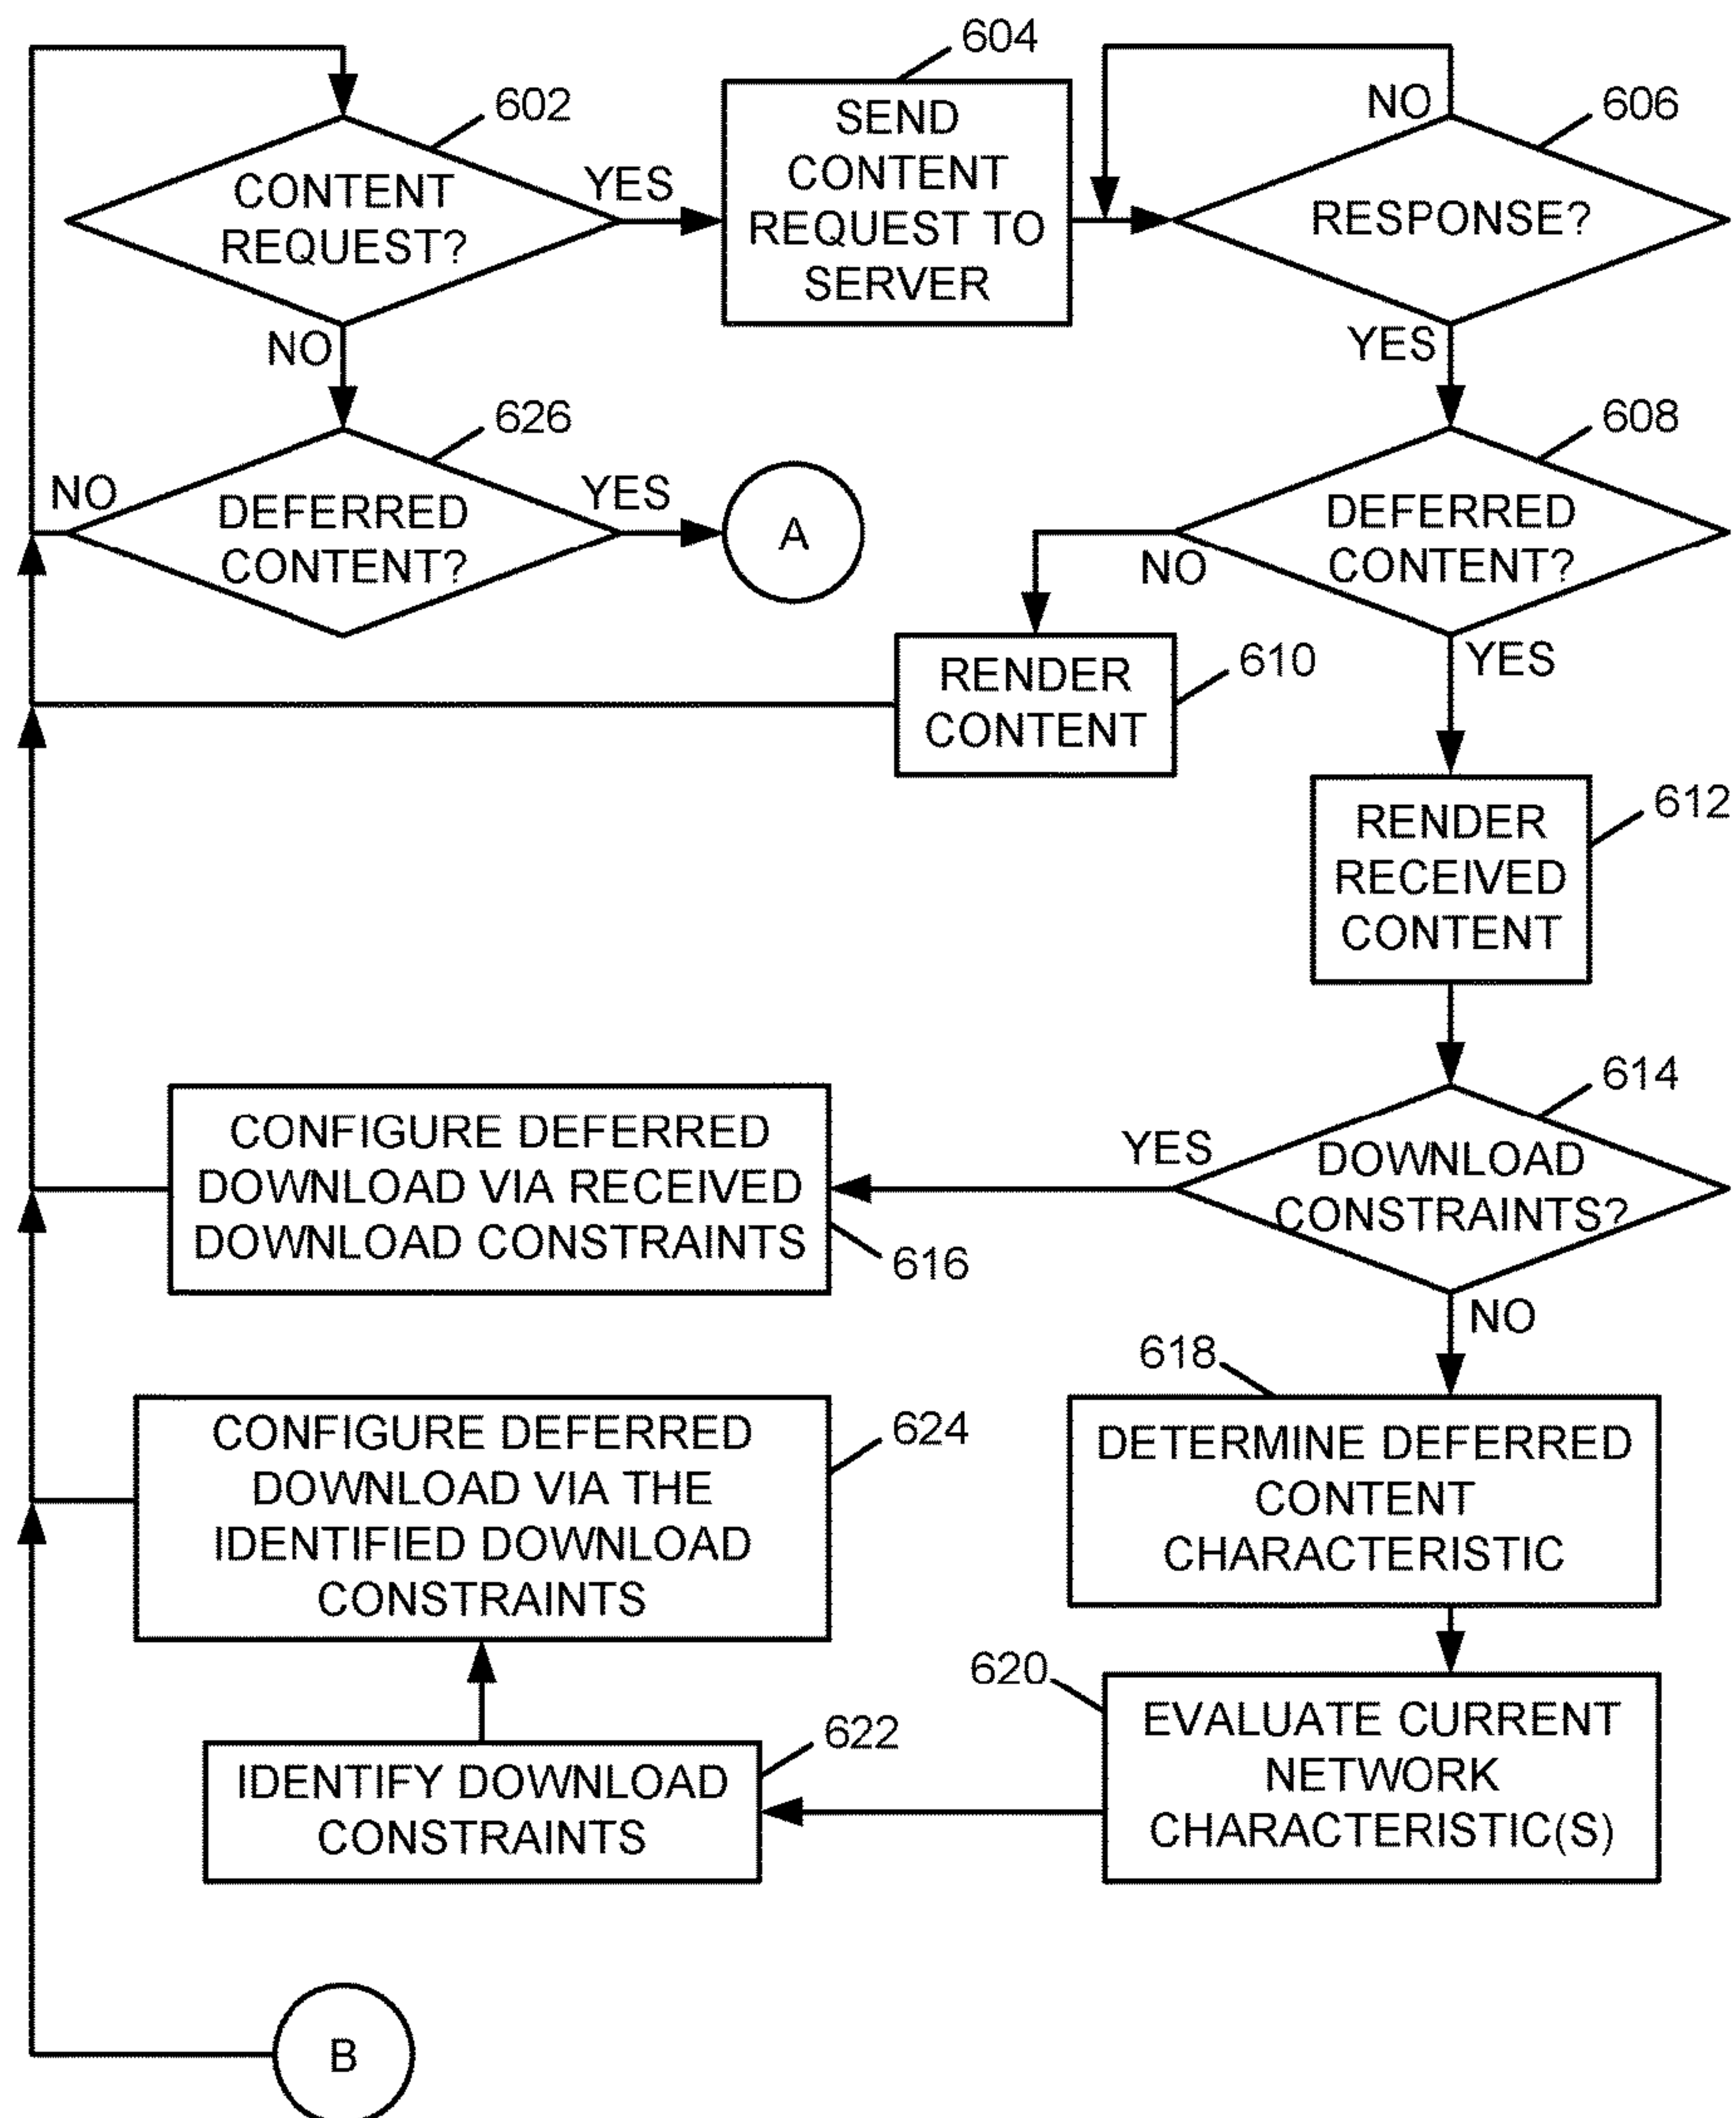 604
602
NO
606
CONTENT
REQUEST?
YES
SEND
CONTENT
REQUEST TO
SERVER
RESPONSE?
NO
YES
626
608
NO
DEFERRED
CONTENT?
YES
A
DEFERRED
CONTENT?
NO
YES
RENDER
CONTENT
610
RENDER
RECEIVED
CONTENT
612
614
CONFIGURE DEFERRED
DOWNLOAD VIA RECEIVED
DOWNLOAD CONSTRAINTS
616
YES
DOWNLOAD
CONSTRAINTS?
NO
618
CONFIGURE DEFERRED
DOWNLOAD VIA THE
IDENTIFIED DOWNLOAD
CONSTRAINTS
624
DETERMINE DEFERRED
CONTENT
CHARACTERISTIC
620
622
IDENTIFY DOWNLOAD
CONSTRAINTS
EVALUATE CURRENT
NETWORK
CHARACTERISTIC(S)
B